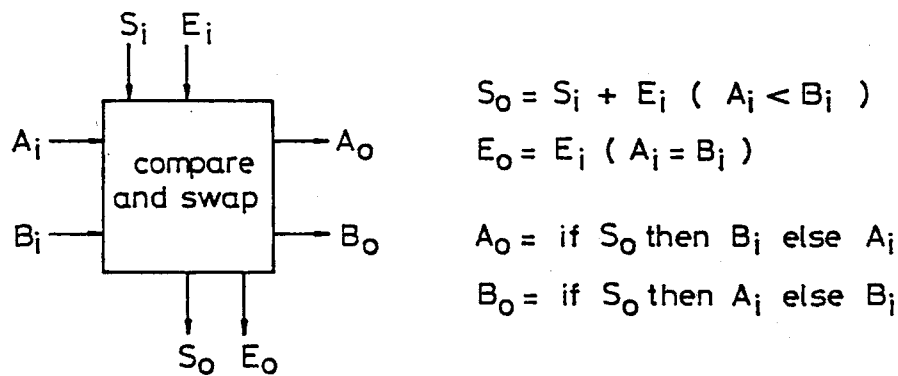 Si Ei
Ai
Bi
compare
and swap
Ao
Bo
So Eo
So = Si + Ei ( Ai < Bi )
Eo = Ei ( Ai = Bi )
Ao = if So then Bi else Ai
Bo = if So then Ai else Bi